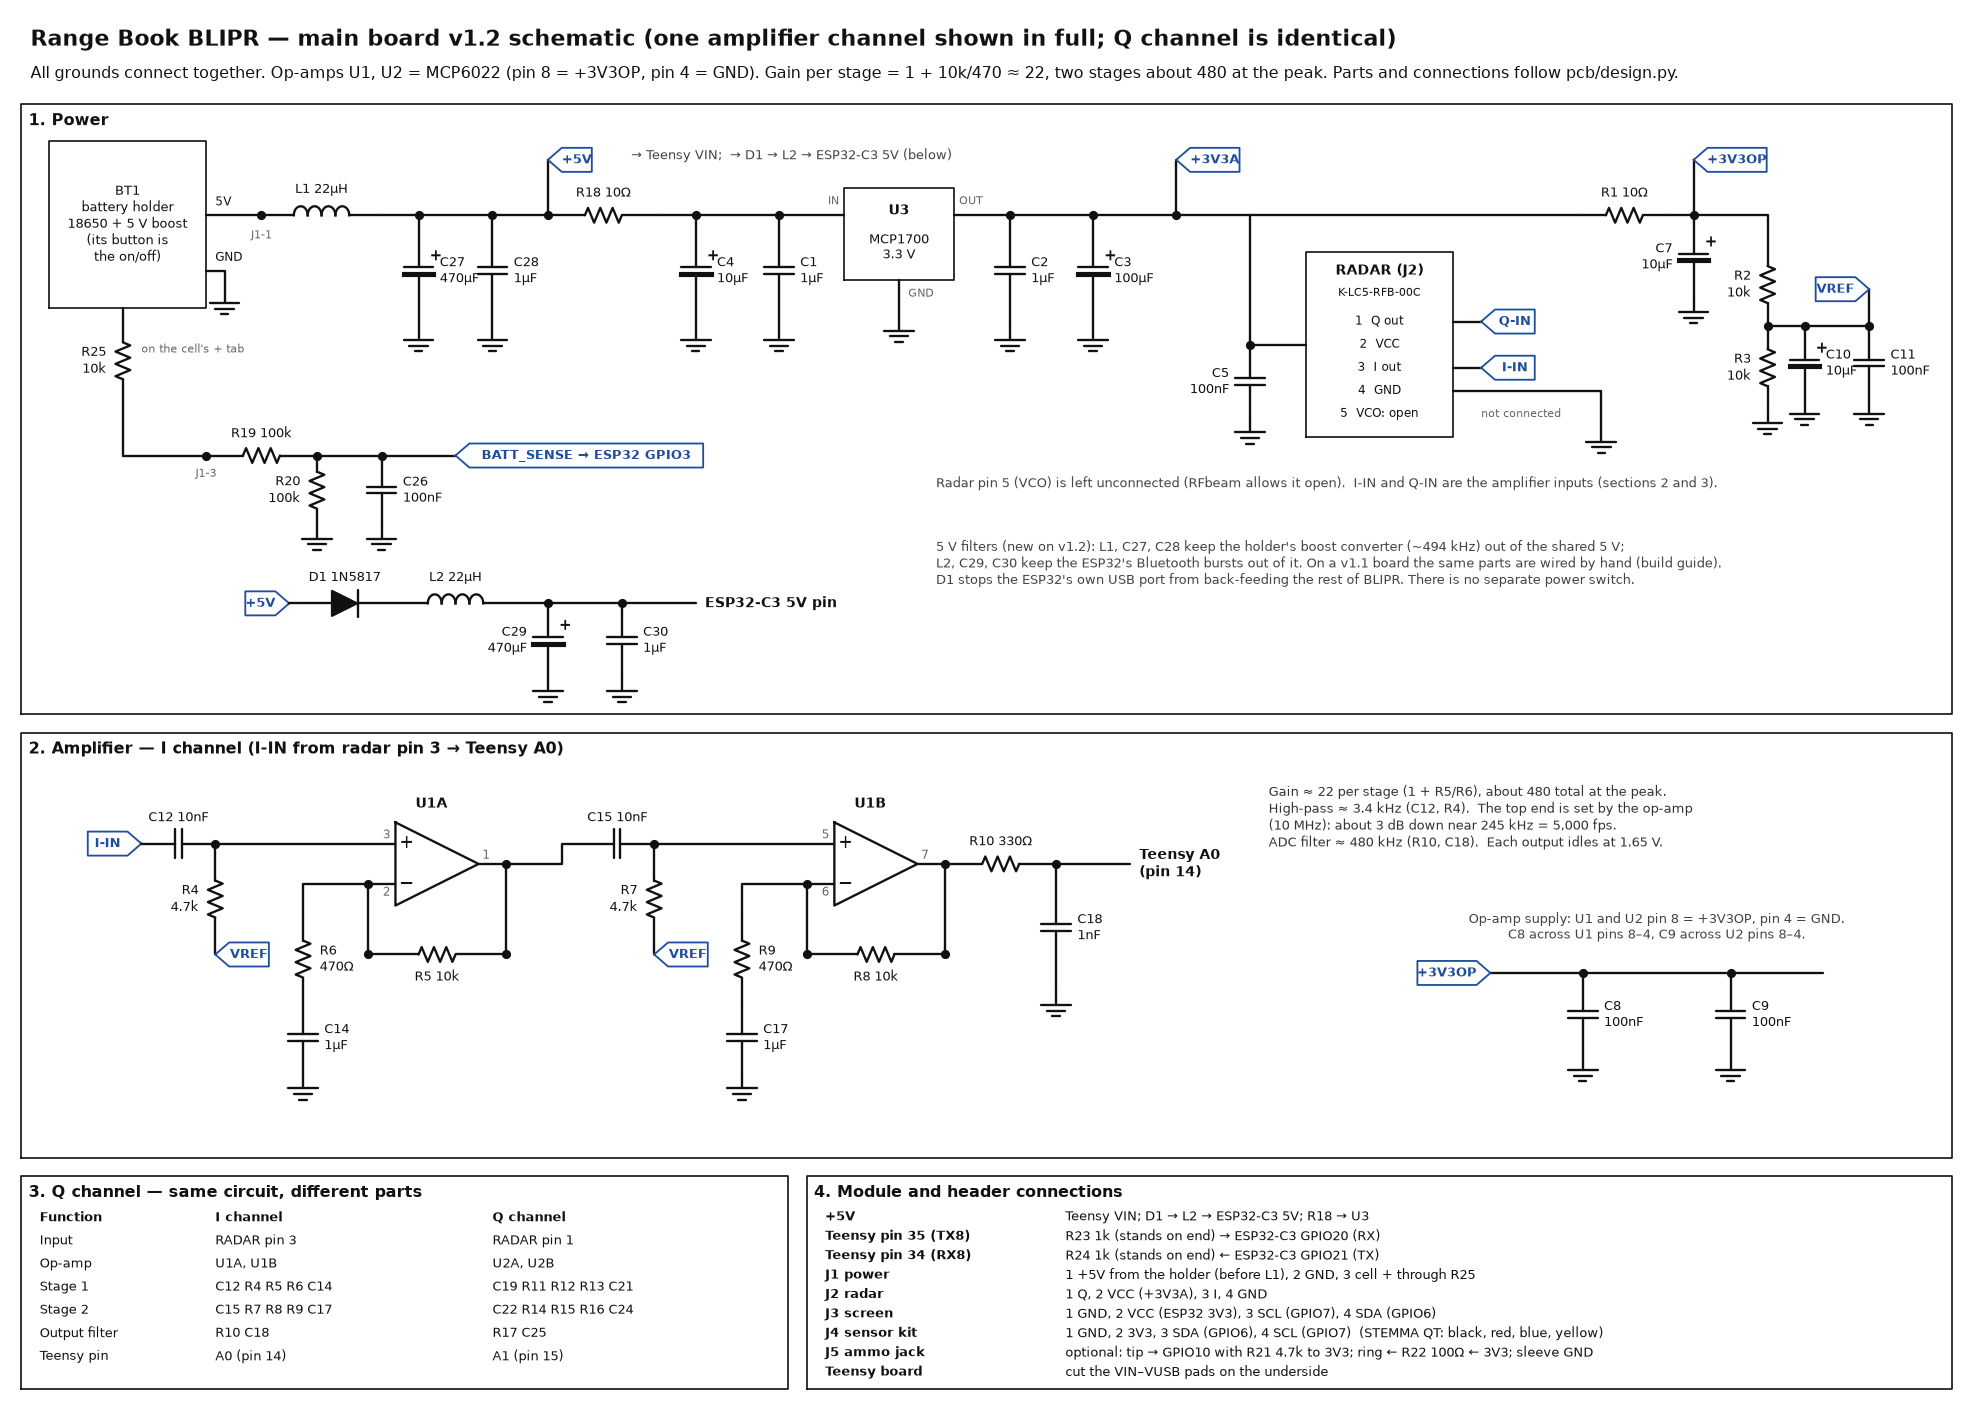 Range Book BLIPR — main board v1.2 schematic (one amplifier channel shown in full; Q channel is identical)
All grounds connect together. Op-amps U1, U2 = MCP6022 (pin 8 = +3V3OP, pin 4 = GND). Gain per stage = 1 + 10k/470 ≈ 22, two stages about 480 at the peak. Parts and connections follow pcb/design.py.
1. Power
BT1
battery holder
18650 + 5 V boost
(its button is
the on/off)
5V
GND
J1-1
L1 22µH
+
C27
470µF
C28
1µF
+5V
→ Teensy VIN;  → D1 → L2 → ESP32-C3 5V (below)
R18 10Ω
+
C4
10µF
C1
1µF
IN
U3
MCP1700
3.3 V
OUT
GND
C2
1µF
+
C3
100µF
+3V3A
C5
100nF
RADAR (J2)
K-LC5-RFB-00C
1  Q out
2  VCC
3  I out
4  GND
5  VCO: open
Q-IN
I-IN
not connected
R1 10Ω
+3V3OP
C7
10µF
+
R2
10k
VREF
R3
10k
+
C10
10µF
C11
100nF
R25
10k
on the cell's + tab
J1-3
R19 100k
R20
100k
C26
100nF
BATT_SENSE → ESP32 GPIO3
Radar pin 5 (VCO) is left unconnected (RFbeam allows it open).  I-IN and Q-IN are the amplifier inputs (sections 2 and 3).
5 V filters (new on v1.2): L1, C27, C28 keep the holder's boost converter (~494 kHz) out of the shared 5 V;
L2, C29, C30 keep the ESP32's Bluetooth bursts out of it. On a v1.1 board the same parts are wired by hand (build guide).
D1 stops the ESP32's own USB port from back-feeding the rest of BLIPR. There is no separate power switch.
+5V
D1 1N5817
L2 22µH
C29
470µF
+
C30
1µF
ESP32-C3 5V pin
2. Amplifier — I channel (I-IN from radar pin 3 → Teensy A0)
I-IN
C12 10nF
R4
4.7k
VREF
U1A
3
+
2
−
1
R6
470Ω
R5 10k
C14
1µF
C15 10nF
R7
4.7k
VREF
U1B
5
+
6
−
7
R9
470Ω
R8 10k
C17
1µF
R10 330Ω
C18
1nF
Teensy A0
(pin 14)
Gain ≈ 22 per stage (1 + R5/R6), about 480 total at the peak.
High-pass ≈ 3.4 kHz (C12, R4).  The top end is set by the op-amp
(10 MHz): about 3 dB down near 245 kHz = 5,000 fps.
ADC filter ≈ 480 kHz (R10, C18).  Each output idles at 1.65 V.
Op-amp supply: U1 and U2 pin 8 = +3V3OP, pin 4 = GND.
C8 across U1 pins 8–4, C9 across U2 pins 8–4.
+3V3OP
C8
100nF
C9
100nF
3. Q channel — same circuit, different parts
Function I channel Q channel
Input RADAR pin 3 RADAR pin 1
Op-amp U1A, U1B U2A, U2B
Stage 1 C12 R4 R5 R6 C14 C19 R11 R12 R13 C21
Stage 2 C15 R7 R8 R9 C17 C22 R14 R15 R16 C24
Output filter R10 C18 R17 C25
Teensy pin A0 (pin 14) A1 (pin 15)
4. Module and header connections
+5V Teensy VIN; D1 → L2 → ESP32-C3 5V; R18 → U3
Teensy pin 35 (TX8) R23 1k (stands on end) → ESP32-C3 GPIO20 (RX)
Teensy pin 34 (RX8) R24 1k (stands on end) ← ESP32-C3 GPIO21 (TX)
J1 power 1 +5V from the holder (before L1), 2 GND, 3 cell + through R25
J2 radar 1 Q, 2 VCC (+3V3A), 3 I, 4 GND
J3 screen 1 GND, 2 VCC (ESP32 3V3), 3 SCL (GPIO7), 4 SDA (GPIO6)
J4 sensor kit 1 GND, 2 3V3, 3 SDA (GPIO6), 4 SCL (GPIO7)  (STEMMA QT: black, red, blue, yellow)
J5 ammo jack optional: tip → GPIO10 with R21 4.7k to 3V3; ring ← R22 100Ω ← 3V3; sleeve GND
Teensy board cut the VIN–VUSB pads on the underside